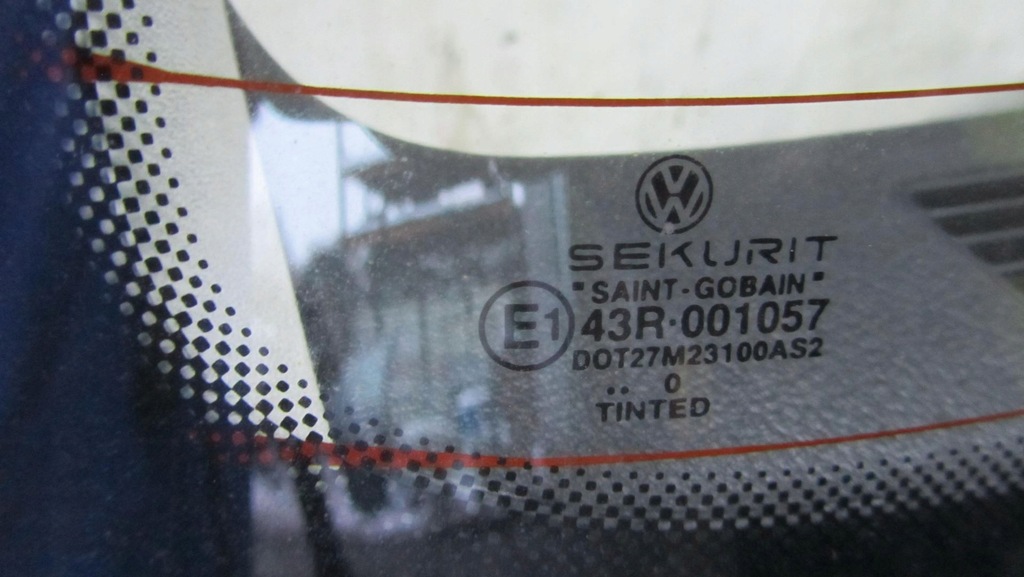 VW
SEKURIT
"SAINT-GOBAIN"
E1 43R-001057
DOT27M23100AS2
.. 0
TINTED